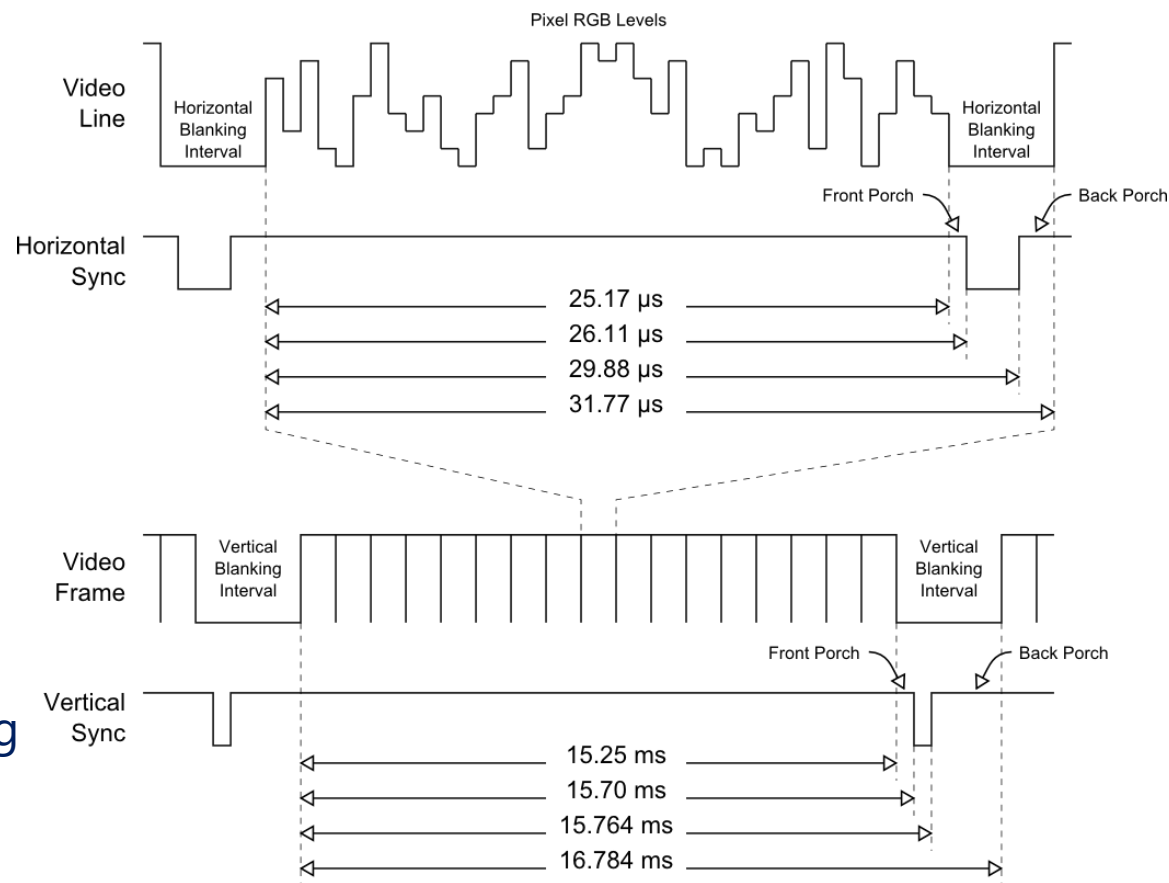 Pixel RGB Levels
Video
Line
Horizontal
Blanking
Interval
Horizontal
Blanking
Interval
Front Porch
Back Porch
Horizontal
Sync
25.17 µs
26.11 µs
29.88 µs
31.77 µs
Video
Frame
Vertical
Blanking
Interval
Vertical
Blanking
Interval
Front Porch
Back Porch
Vertical
Sync
g
15.25 ms
15.70 ms
15.764 ms
16.784 ms